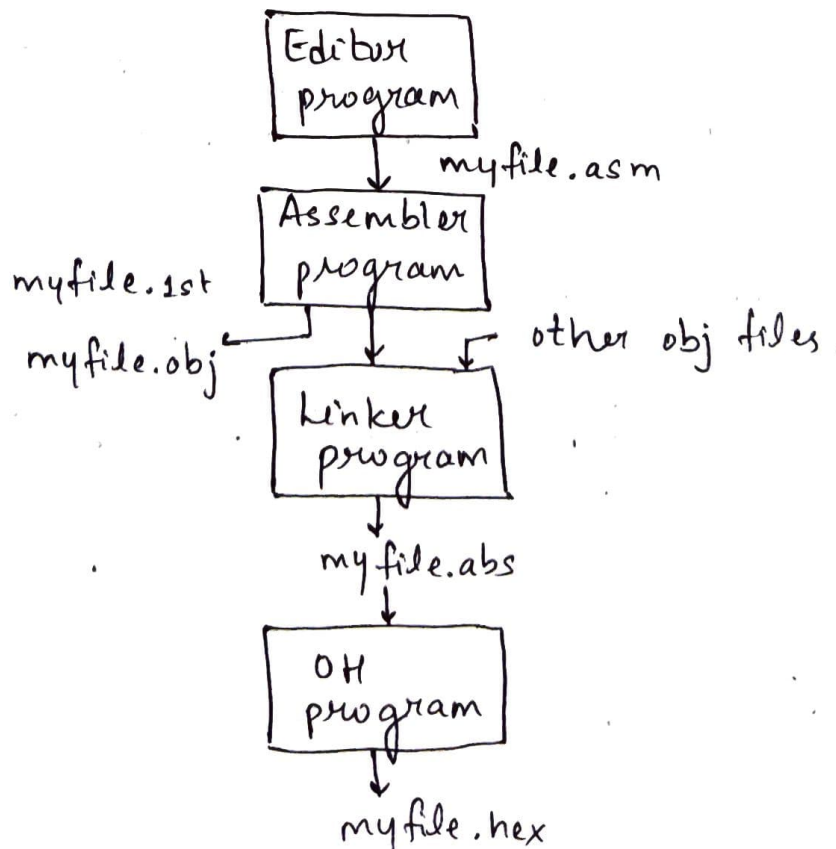 Editor
program
myfile.asm
Assembler
program
myfile.1st
myfile.obj
other obj files
Linker
program
myfile.abs
OH
program
myfile.hex